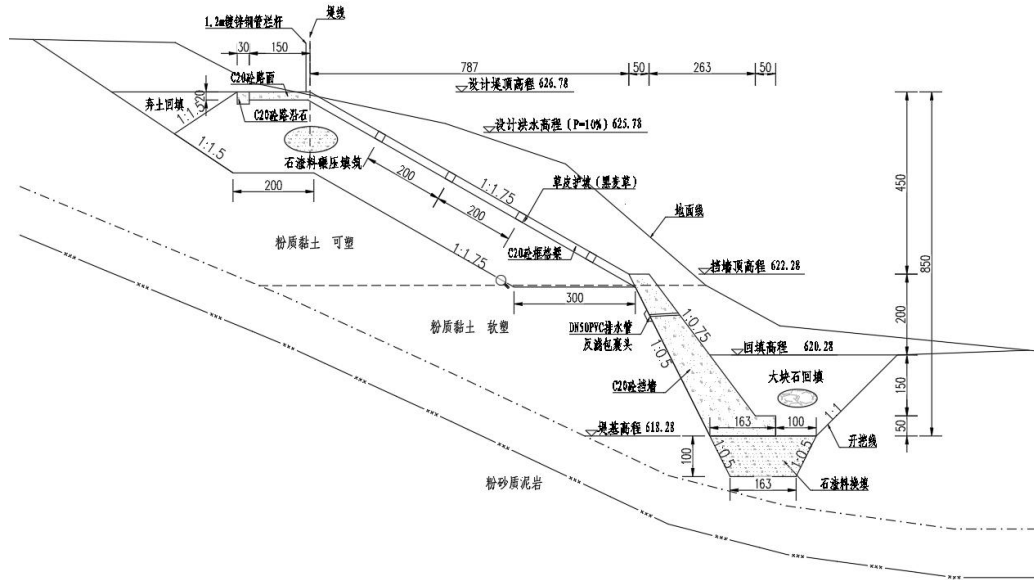 堤线
1.2m镀锌钢管栏杆
30
150
787
50
263
50
C20砼路面
设计堤顶高程 626.78
弃土回填
20
1:1.5
C20砼路沿石
设计洪水高程（P=10%）625.78
1:1.5
石渣料碾压填筑
1:1.75
200
200
草皮护坡（黑麦草）
450
200
地面线
粉质黏土 可塑
1:1.75
C20砼框格梁
挡墙顶高程 622.28
850
300
粉质黏土 软塑
DN50PVC排水管
反滤包裹头
1:0.75
200
1:0.5
回填高程 620.28
C20砼挡墙
大块石回填
150
163
100
1:1
堤基高程 618.28
开挖线
50
100
1:0.5
1:0.5
粉砂质泥岩
163
石渣料换填